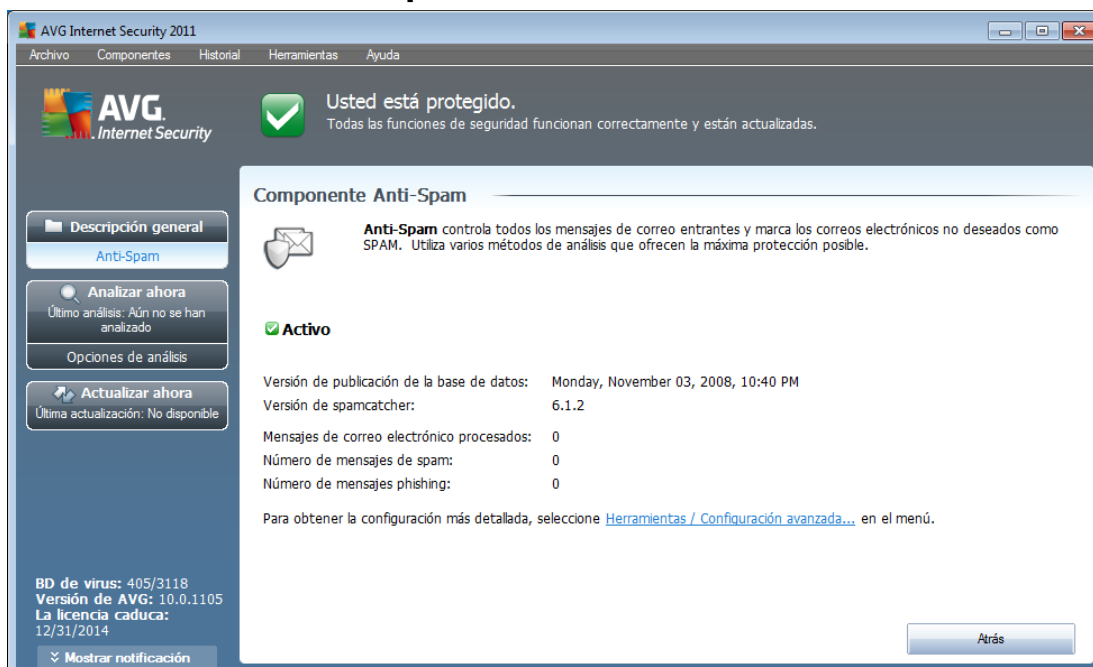 AVG Internet Security 2011
Archivo Componentes Historial Herramientas Ayuda
AVG.
Internet Security
Usted está protegido.
Todas las funciones de seguridad funcionan correctamente y están actualizadas.
Descripción general
Anti-Spam
Analizar ahora
Último análisis: Aún no se han
analizado
Opciones de análisis
Actualizar ahora
Última actualización: No disponible
BD de virus: 405/3118
Versión de AVG: 10.0.1105
La licencia caduca:
12/31/2014
Mostrar notificación
Componente Anti-Spam
Anti-Spam controla todos los mensajes de correo entrantes y marca los correos electrónicos no deseados como
SPAM. Utiliza varios métodos de análisis que ofrecen la máxima protección posible.
Activo
Versión de publicación de la base de datos: Monday, November 03, 2008, 10:40 PM
Versión de spamcatcher: 6.1.2
Mensajes de correo electrónico procesados: 0
Número de mensajes de spam: 0
Número de mensajes phishing: 0
Para obtener la configuración más detallada, seleccione Herramientas / Configuración avanzada... en el menú.
Atrás